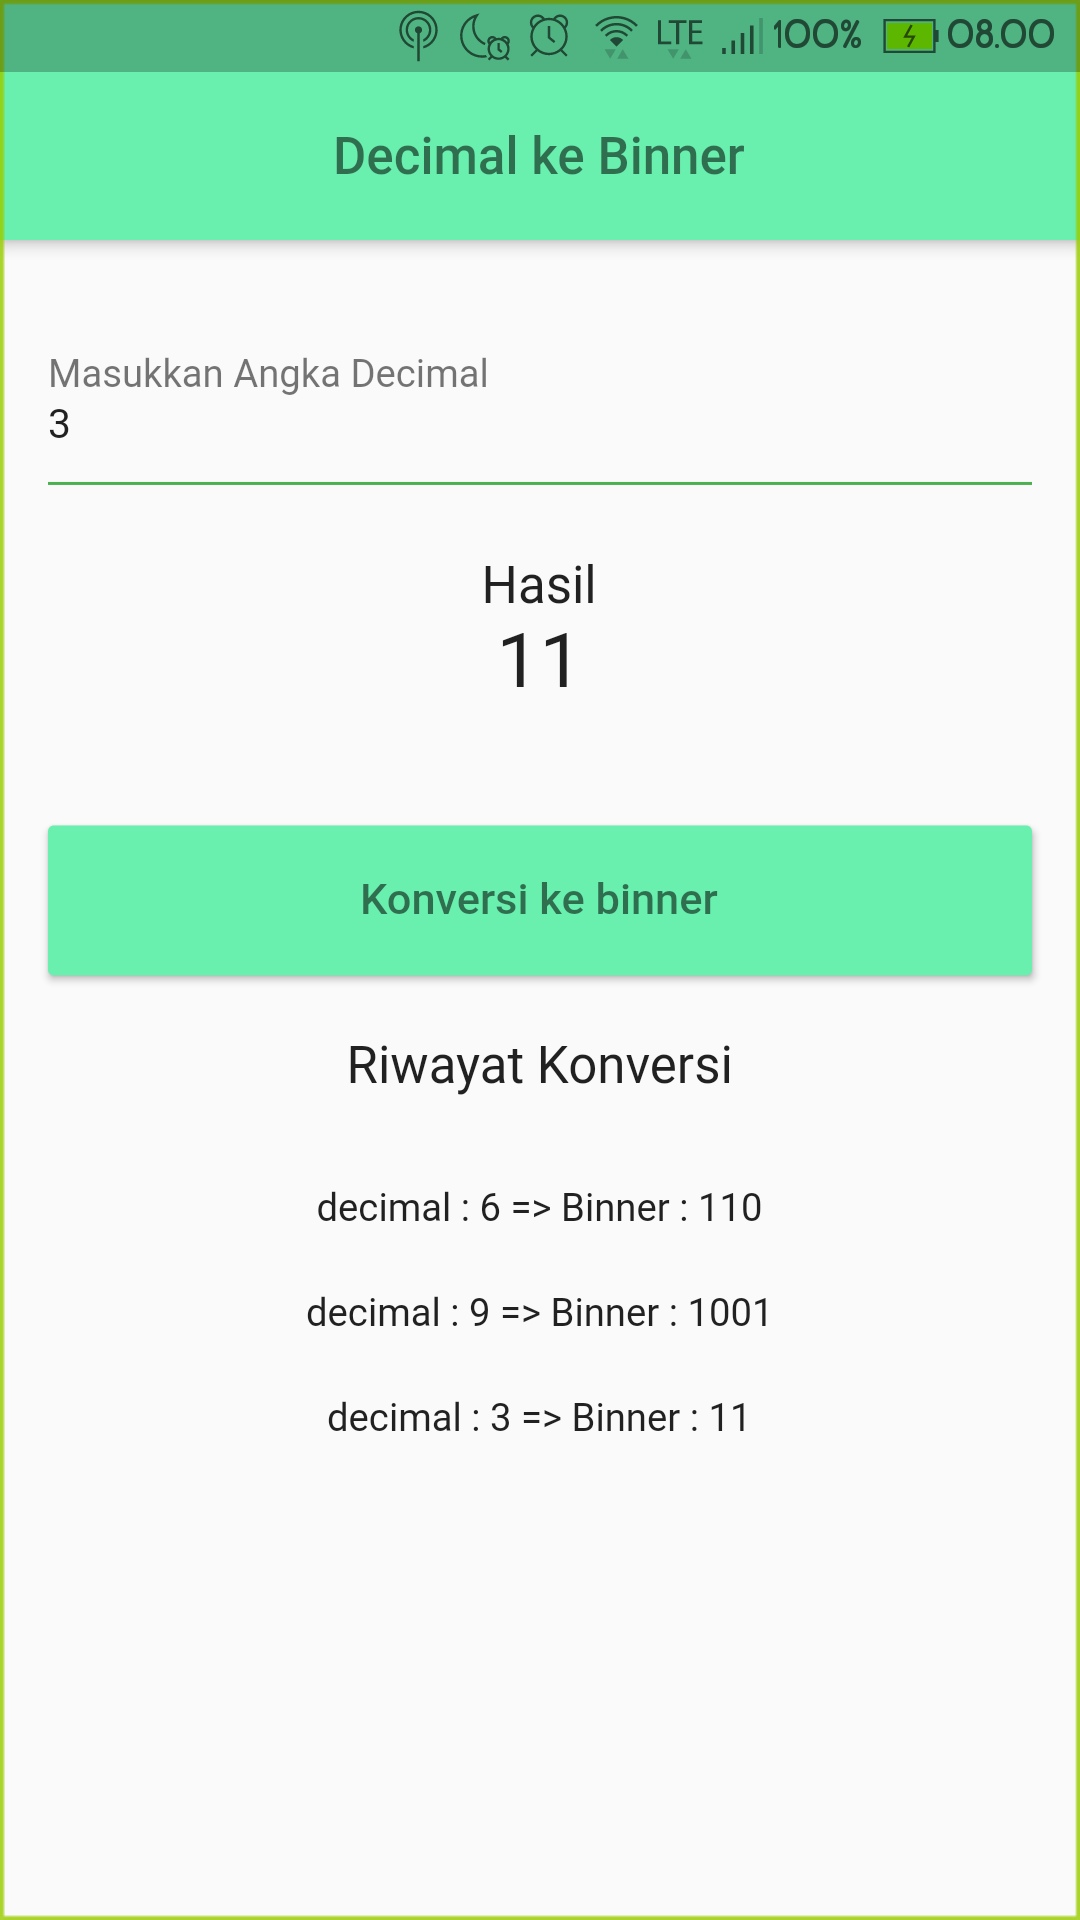 LTE 100% 08.00
Decimal ke Binner
Masukkan Angka Decimal
3
Hasil
11
Konversi ke binner
Riwayat Konversi
decimal : 6 => Binner : 110
decimal : 9 => Binner : 1001
decimal : 3 => Binner : 11